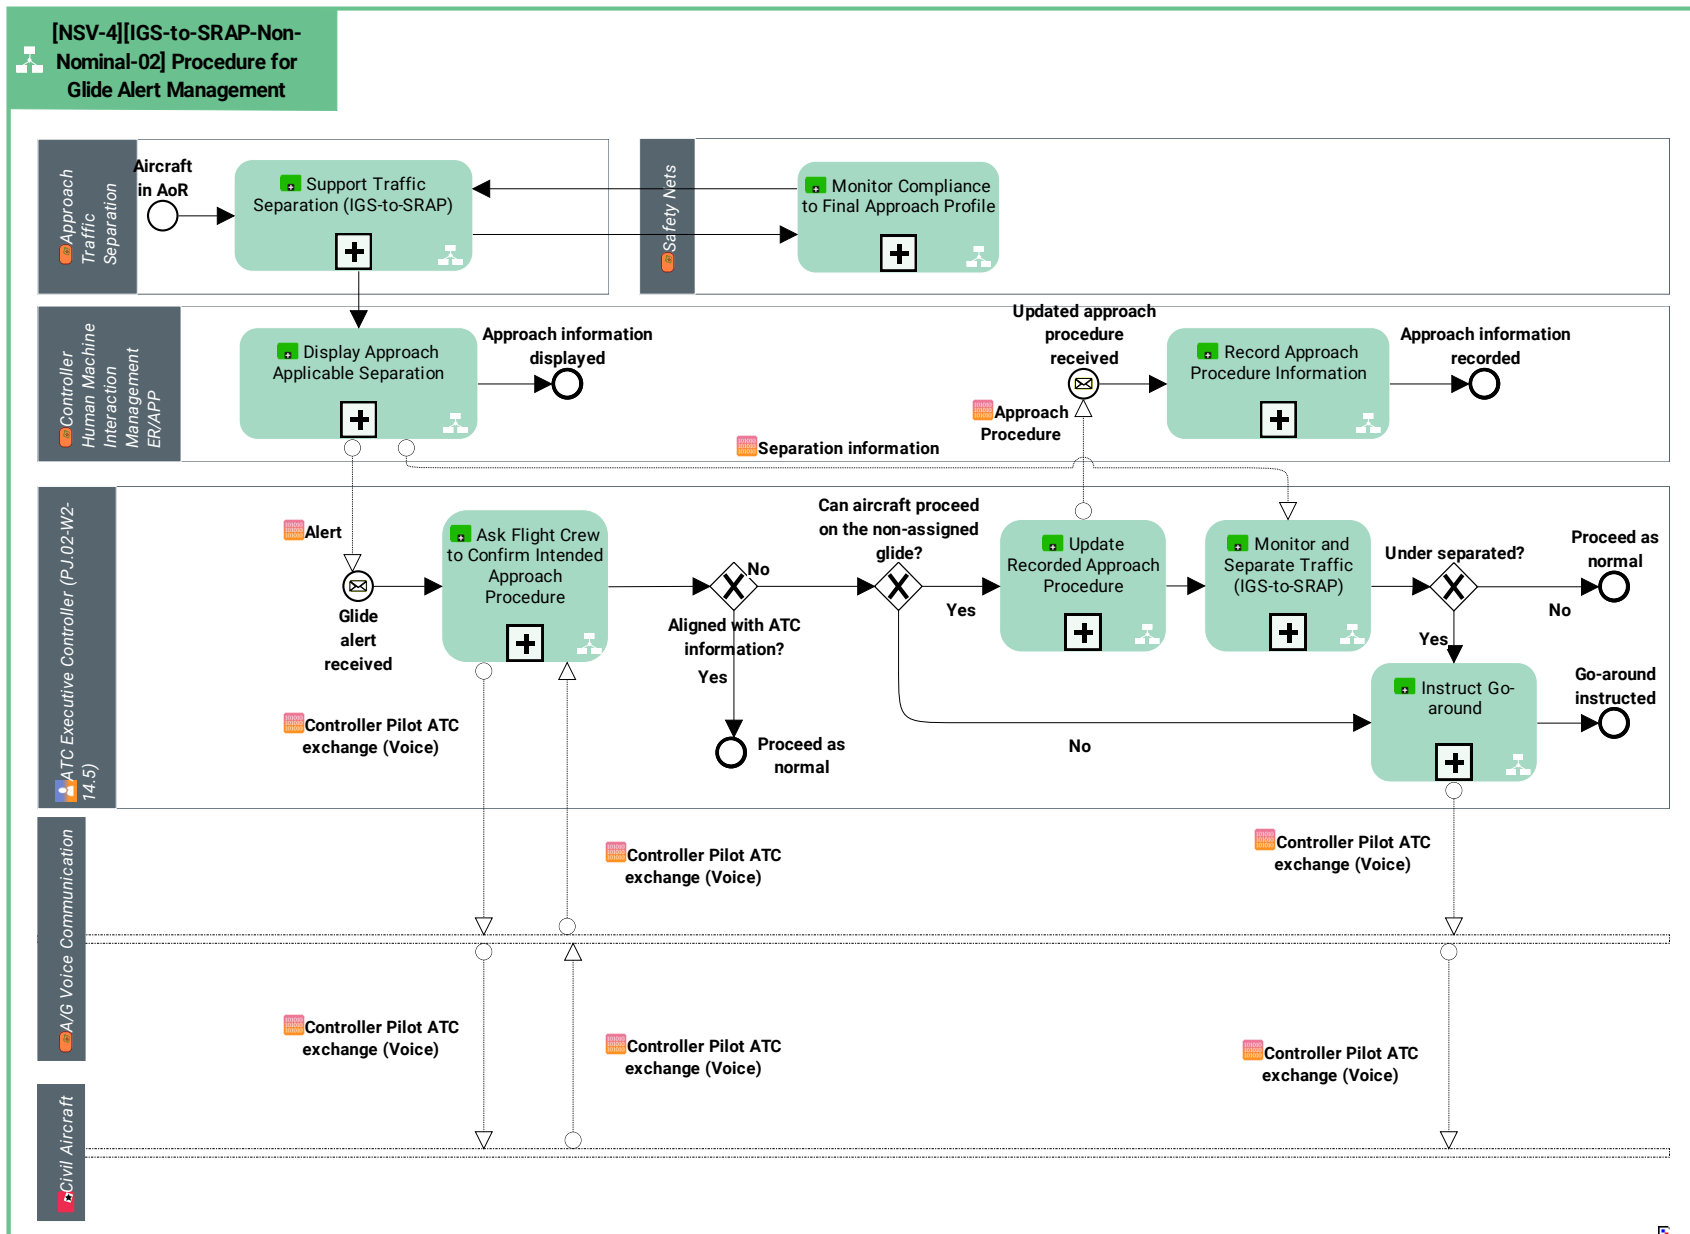 [NSV-4][IGS-to-SRAP-Non-
Nominal-02] Procedure for
Glide Alert Management
Approach
Traffic
Separation
Aircraft
in AoR
Support Traffic
Separation (IGS-to-SRAP)
Safety Nets
Monitor Compliance
to Final Approach Profile
Controller
Human Machine
Interaction
Management
ER/APP
Display Approach
Applicable Separation
Approach information
displayed
Updated approach
procedure
received
Record Approach
Procedure Information
Approach information
recorded
Approach
Procedure
Separation information
ATC Executive Controller (PJ.02-W2-
14.5)
Alert
Glide
alert
received
Ask Flight Crew
to Confirm Intended
Approach
Procedure
No
Aligned with ATC
information?
Yes
Proceed as
normal
Can aircraft proceed
on the non-assigned
glide?
Yes
No
Update
Recorded Approach
Procedure
Monitor and
Separate Traffic
(IGS-to-SRAP)
Under separated?
Proceed as
normal
No
Yes
Instruct Go-
around
Go-around
instructed
Controller Pilot ATC
exchange (Voice)
A/G Voice Communication
Controller Pilot ATC
exchange (Voice)
Controller Pilot ATC
exchange (Voice)
Controller Pilot ATC
exchange (Voice)
Controller Pilot ATC
exchange (Voice)
Controller Pilot ATC
exchange (Voice)
Civil Aircraft